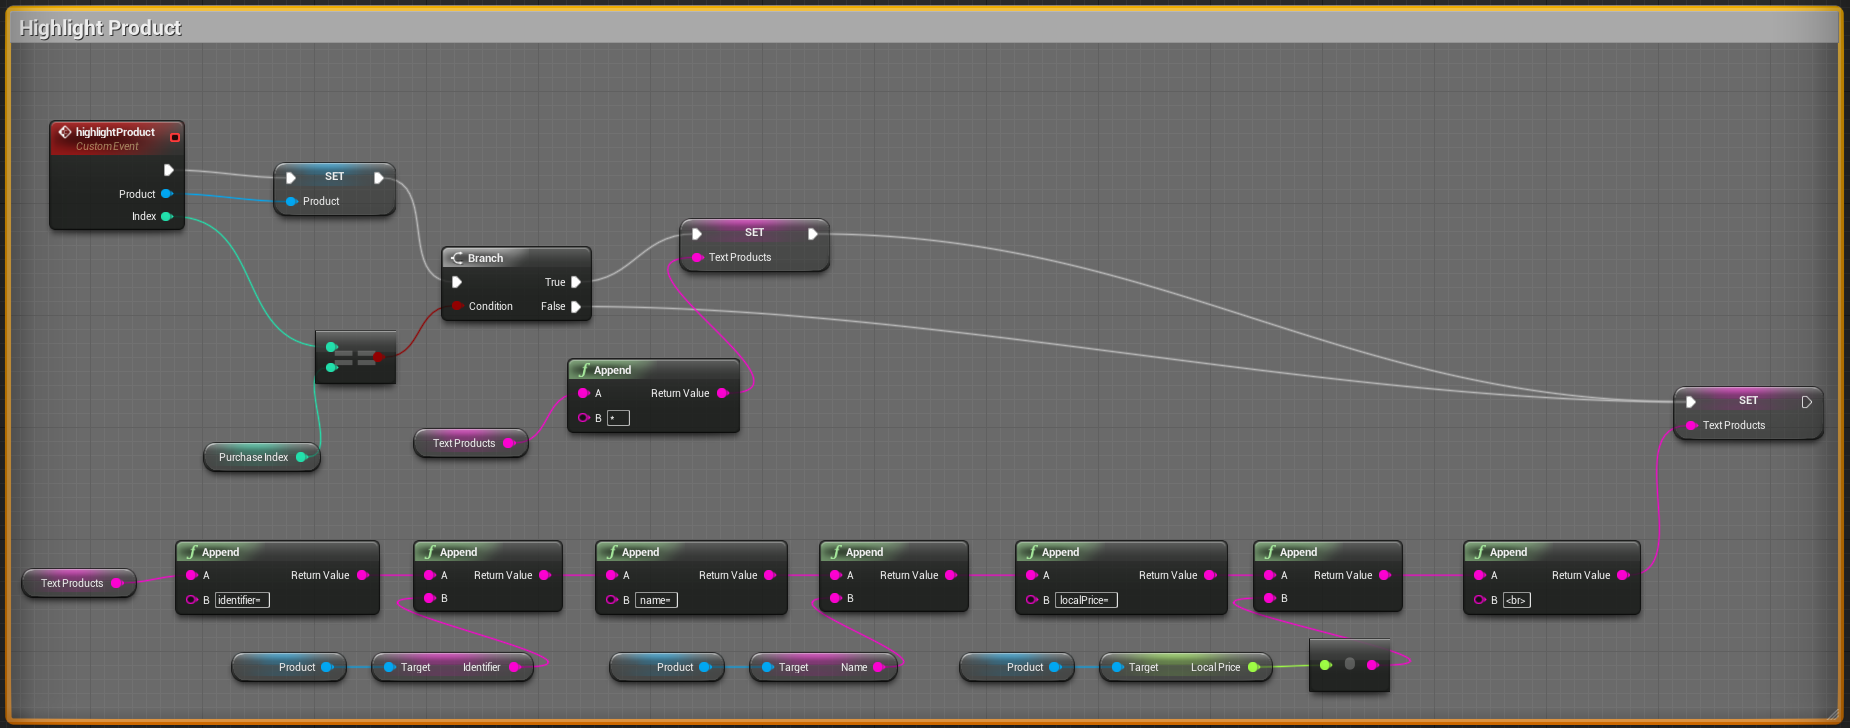 Highlight Product
highlightProduct
Custom Event
Product
Index
SET
Product
Branch
True
Condition
False
SET
Text Products
==
Purchase Index
Append
A
Return Value
B
*
Text Products
SET
Text Products
Text Products
Append
A
Return Value
B
identifier=
Append
A
Return Value
B
Append
A
Return Value
B
name=
Append
A
Return Value
B
Append
A
Return Value
B
localPrice=
Append
A
Return Value
B
Append
A
Return Value
B
<br>
Product
Target
Identifier
Product
Target
Name
Product
Target
Local Price